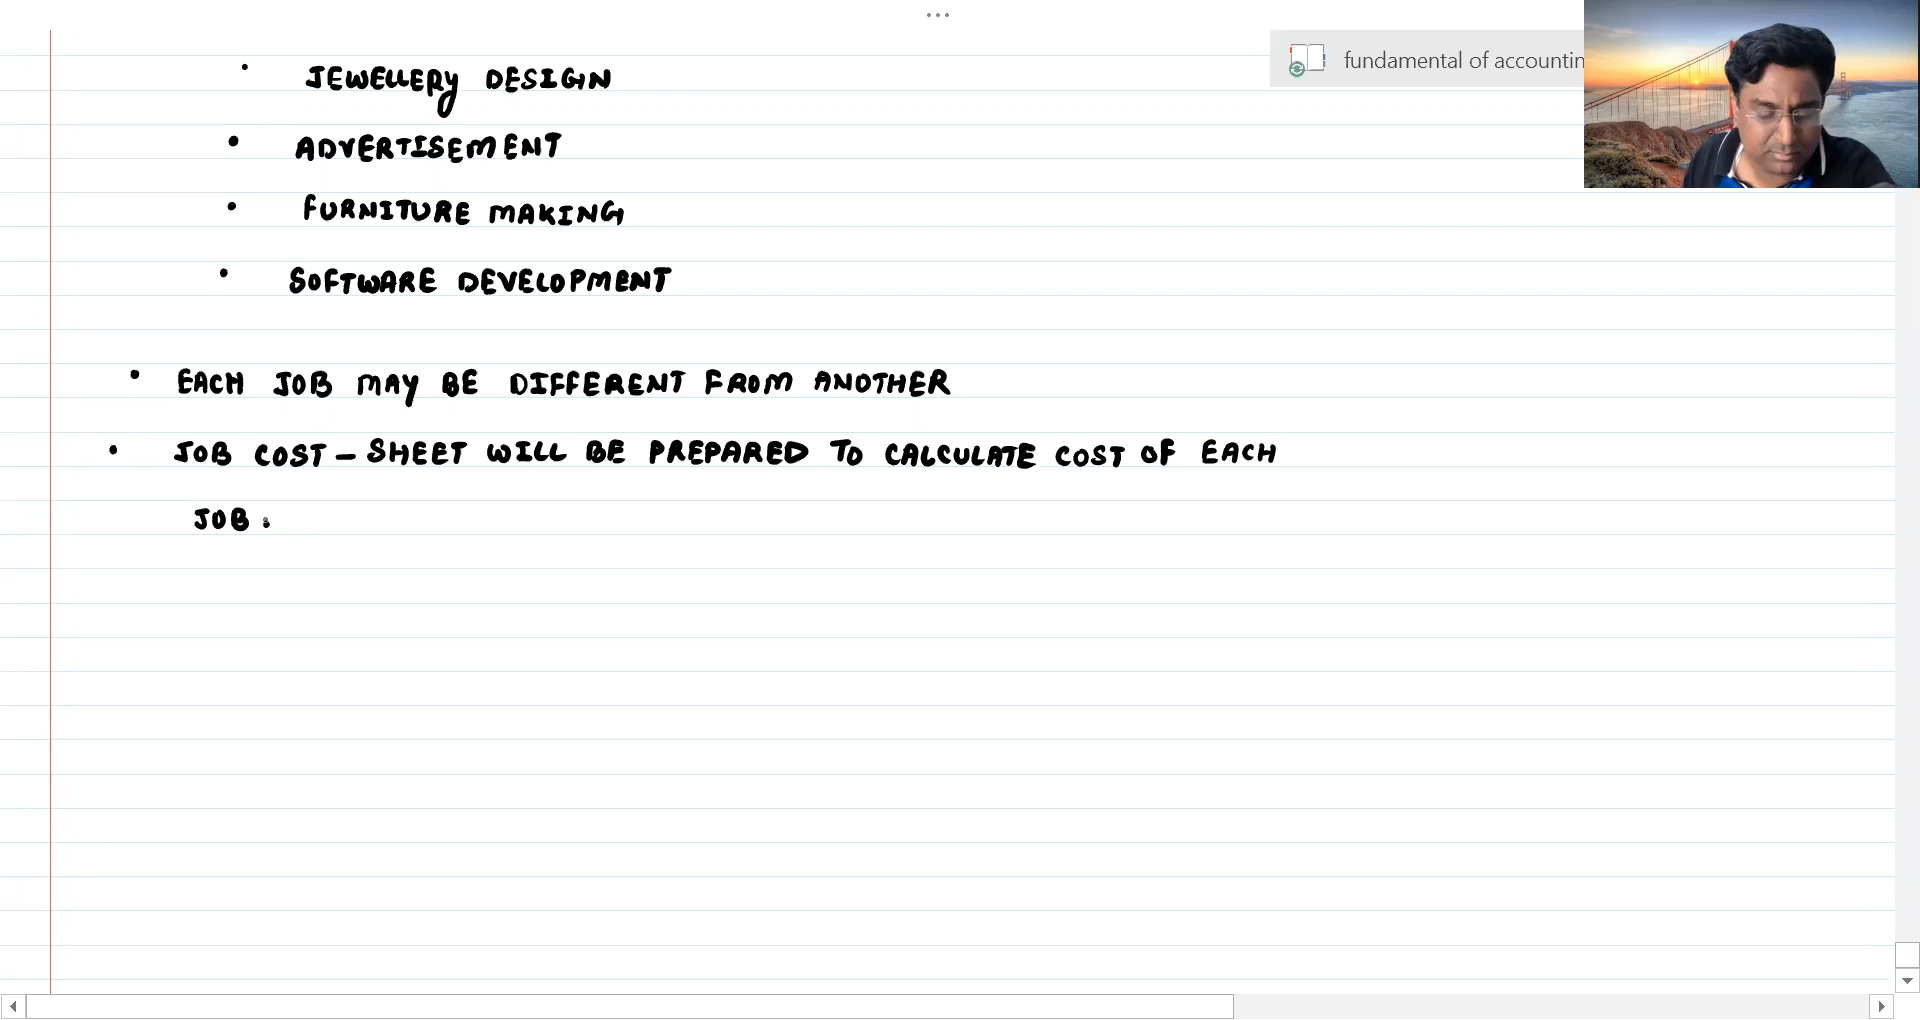 ...
fundamental of accountin
• JEWELLERY DESIGN
• ADVERTISEMENT
• FURNITURE MAKING
• SOFTWARE DEVELOPMENT
• EACH JOB MAY BE DIFFERENT FROM ANOTHER
• JOB COST - SHEET WILL BE PREPARED TO CALCULATE COST OF EACH
JOB.